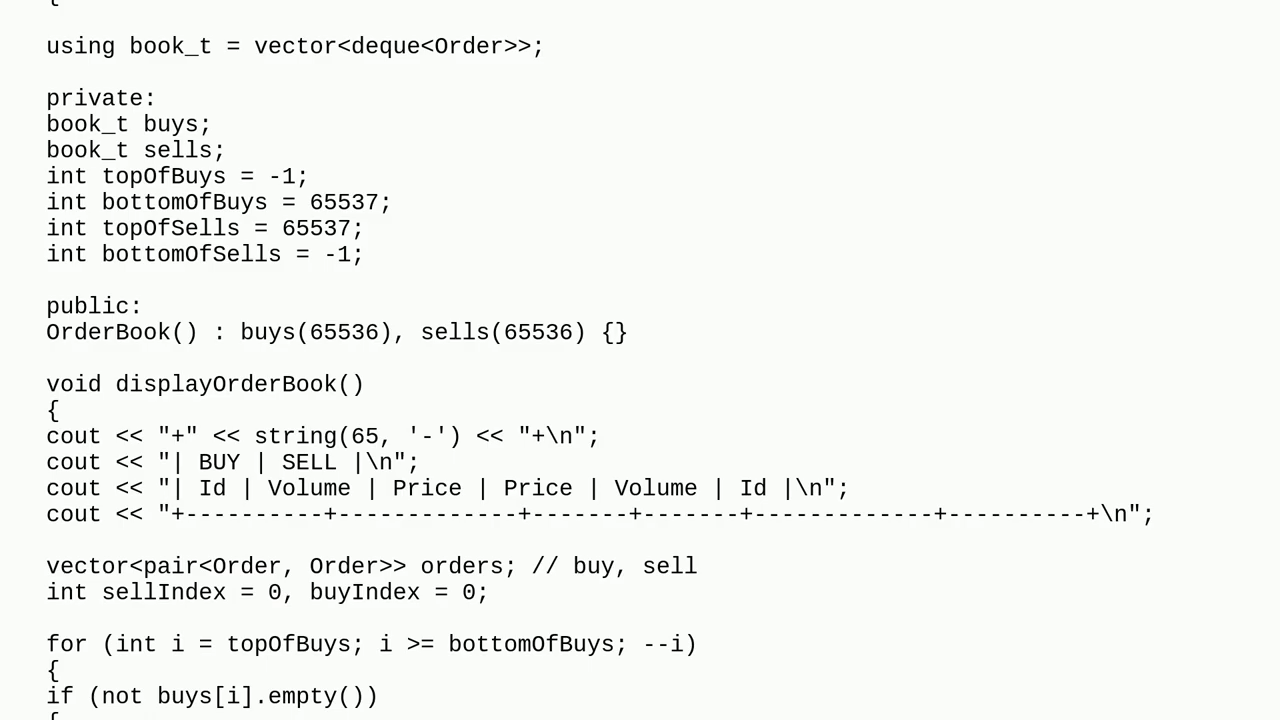 {
using book_t = vector<deque<Order>>;
private:
book_t buys;
book_t sells;
int topOfBuys = -1;
int bottomOfBuys = 65537;
int topOfSells = 65537;
int bottomOfSells = -1;
public:
OrderBook() : buys(65536), sells(65536) {}
void displayOrderBook()
{
cout << "+" << string(65, '-') << "+\n";
cout << "| BUY | SELL |\n";
cout << "| Id | Volume | Price | Price | Volume | Id |\n";
cout << "+----------+-------------+-------+-------+-------------+----------+\n";
vector<pair<Order, Order>> orders; // buy, sell
int sellIndex = 0, buyIndex = 0;
for (int i = topOfBuys; i >= bottomOfBuys; --i)
{
if (not buys[i].empty())
{